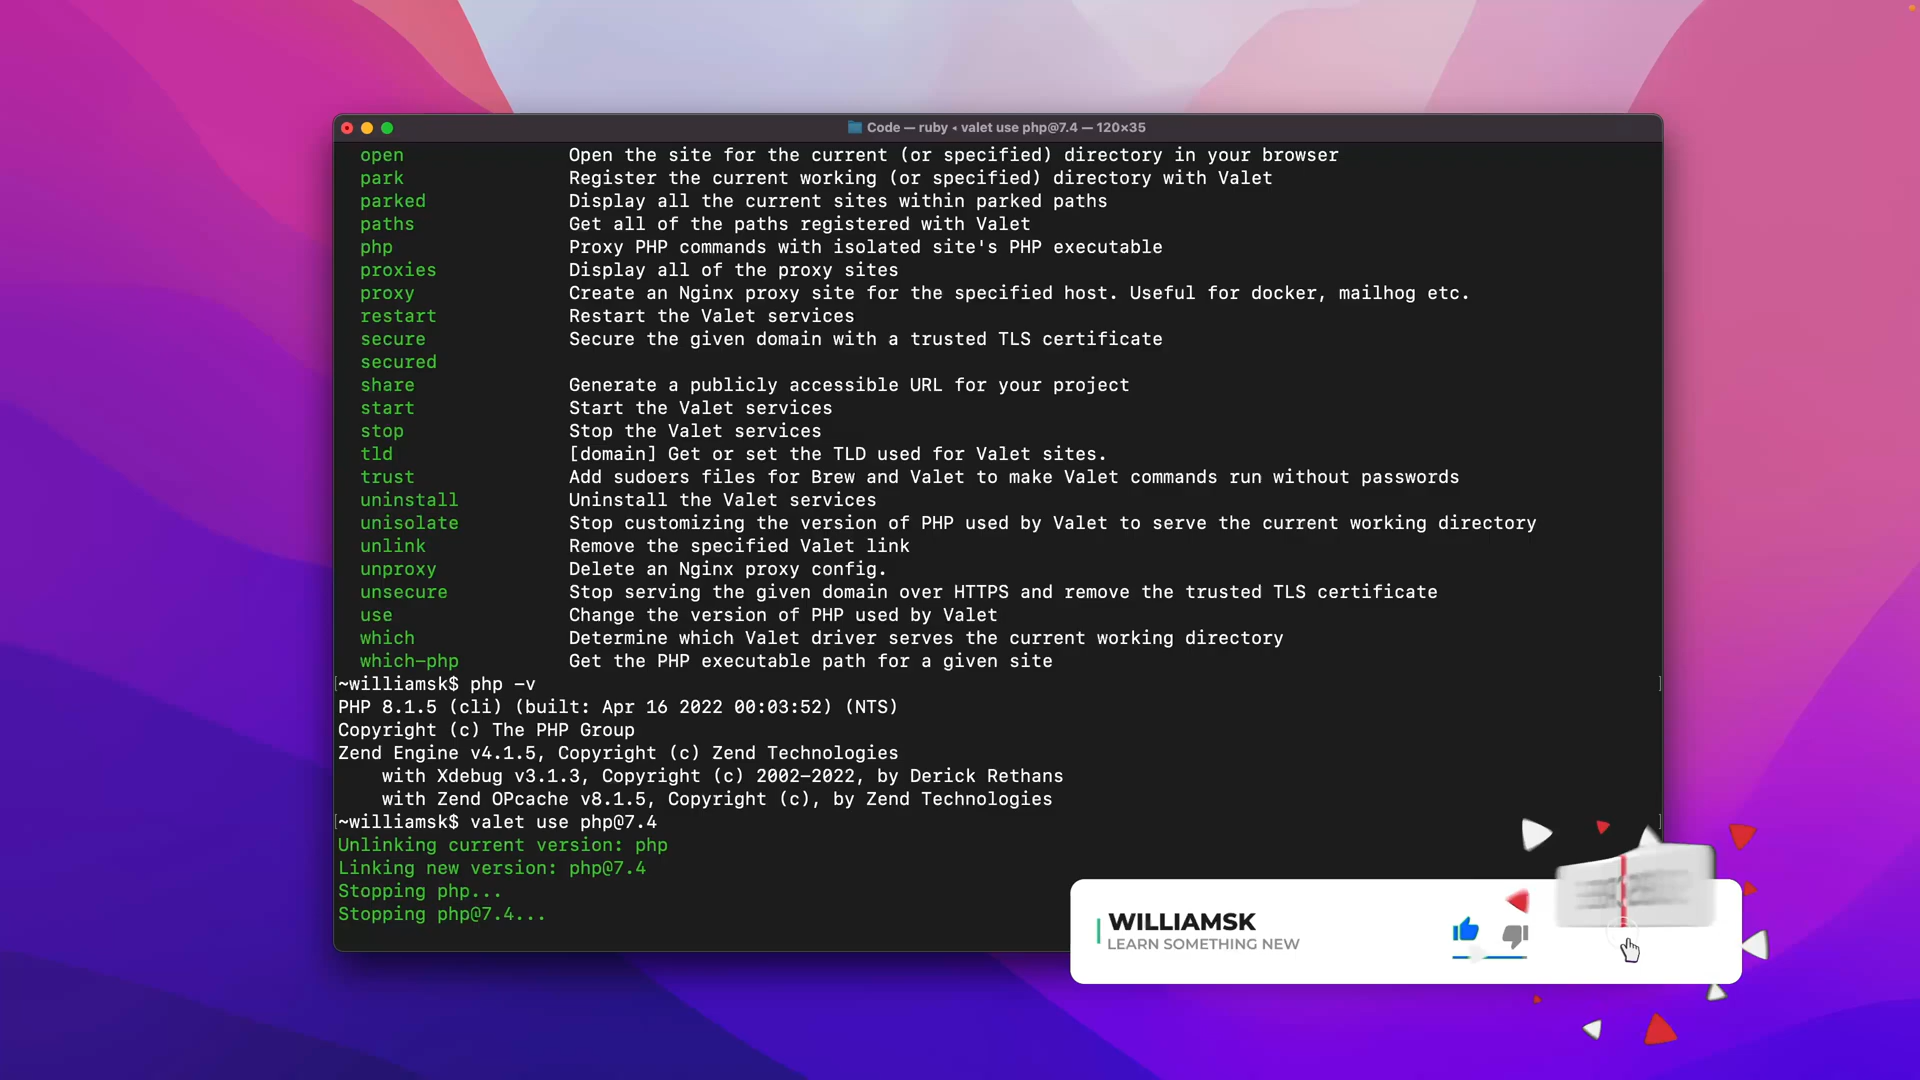 Code — ruby ◂ valet use php@7.4 — 120×35
open Open the site for the current (or specified) directory in your browser
park Register the current working (or specified) directory with Valet
parked Display all the current sites within parked paths
paths Get all of the paths registered with Valet
php Proxy PHP commands with isolated site's PHP executable
proxies Display all of the proxy sites
proxy Create an Nginx proxy site for the specified host. Useful for docker, mailhog etc.
restart Restart the Valet services
secure Secure the given domain with a trusted TLS certificate
secured
share Generate a publicly accessible URL for your project
start Start the Valet services
stop Stop the Valet services
tld [domain] Get or set the TLD used for Valet sites.
trust Add sudoers files for Brew and Valet to make Valet commands run without passwords
uninstall Uninstall the Valet services
unisolate Stop customizing the version of PHP used by Valet to serve the current working directory
unlink Remove the specified Valet link
unproxy Delete an Nginx proxy config.
unsecure Stop serving the given domain over HTTPS and remove the trusted TLS certificate
use Change the version of PHP used by Valet
which Determine which Valet driver serves the current working directory
which-php Get the PHP executable path for a given site
[~williamsk$ php -v ]
PHP 8.1.5 (cli) (built: Apr 16 2022 00:03:52) (NTS)
Copyright (c) The PHP Group
Zend Engine v4.1.5, Copyright (c) Zend Technologies
with Xdebug v3.1.3, Copyright (c) 2002-2022, by Derick Rethans
with Zend OPcache v8.1.5, Copyright (c), by Zend Technologies
[~williamsk$ valet use php@7.4 ]
Unlinking current version: php
Linking new version: php@7.4
Stopping php...
Stopping php@7.4...
WILLIAMSK
LEARN SOMETHING NEW